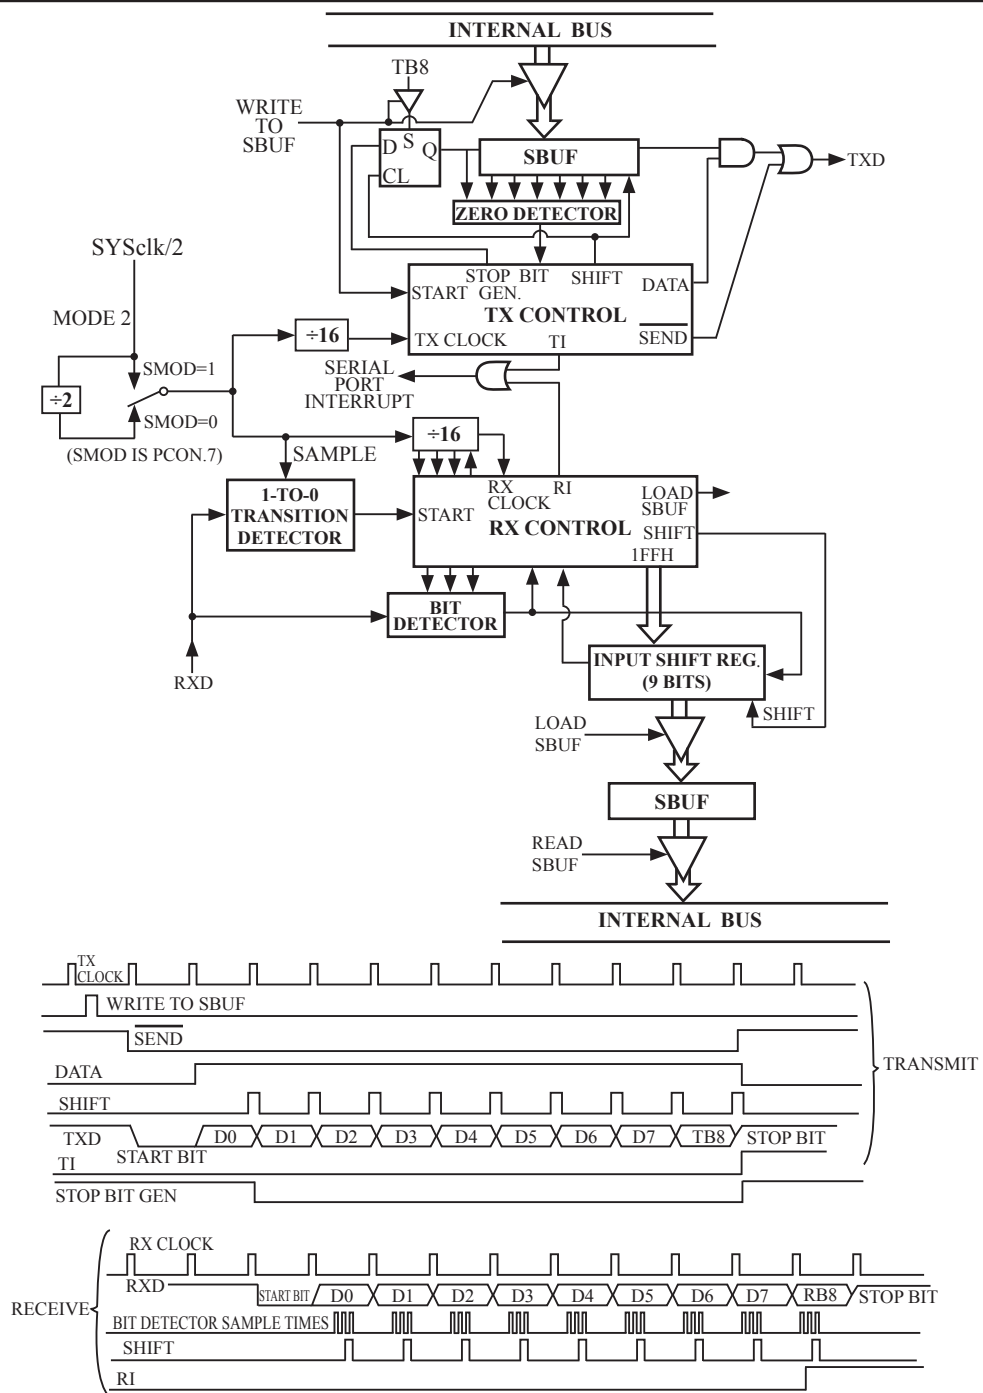 INTERNAL BUS
TB8
WRITE
TO
SBUF
D S Q
CL
SBUF
TXD
ZERO DETECTOR
SYSclk/2
STOP BIT
GEN.
SHIFT
DATA
START
TX CONTROL
MODE 2
÷16
TX CLOCK
TI
SEND
SMOD=1
SERIAL
PORT
INTERRUPT
÷2
SMOD=0
(SMOD IS PCON.7)
SAMPLE
÷16
1-TO-0
TRANSITION
DETECTOR
RX
CLOCK
RI
LOAD
SBUF
START
RX CONTROL
SHIFT
1FFH
BIT
DETECTOR
INPUT SHIFT REG.
(9 BITS)
RXD
SHIFT
LOAD
SBUF
SBUF
READ
SBUF
INTERNAL BUS
TX
CLOCK
WRITE TO SBUF
SEND
TRANSMIT
DATA
SHIFT
TXD
START BIT
D0 D1 D2 D3 D4 D5 D6 D7 TB8 STOP BIT
TI
STOP BIT GEN
RX CLOCK
RXD
START BIT D0 D1 D2 D3 D4 D5 D6 D7 RB8 STOP BIT
RECEIVE
BIT DETECTOR SAMPLE TIMES
SHIFT
RI